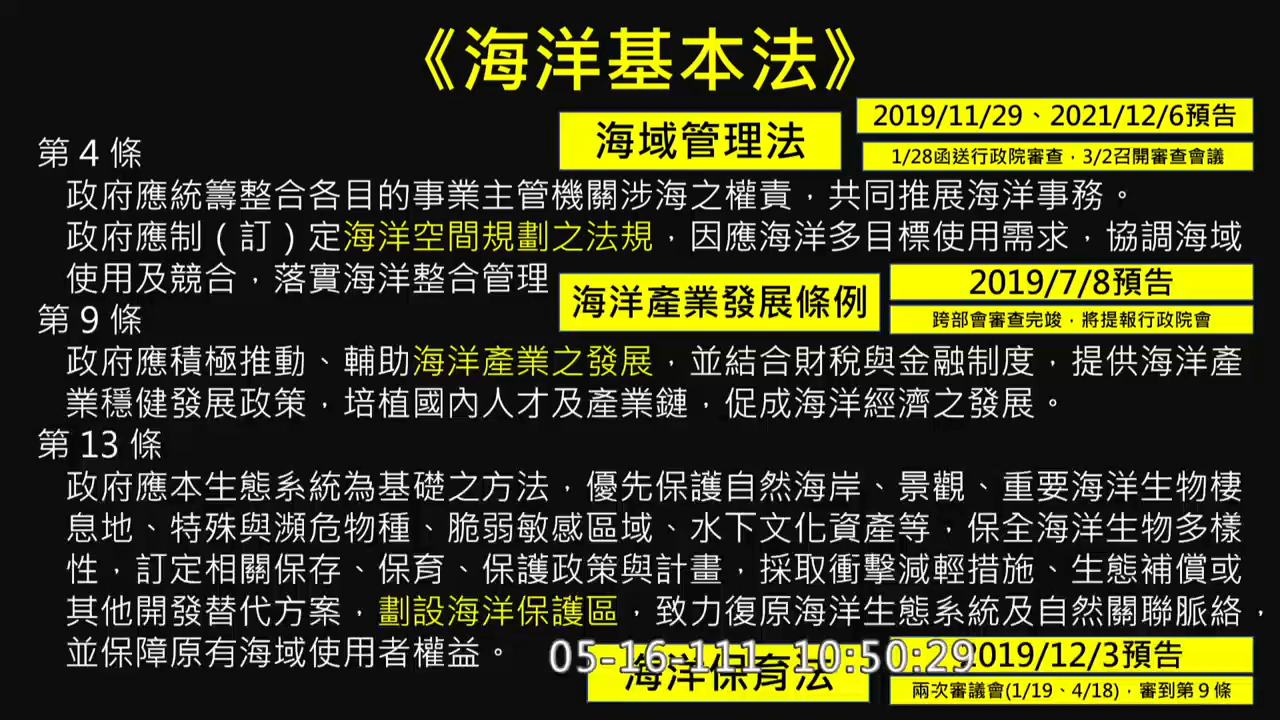 《海洋基本法》
2019/11/29、2021/12/6預告
海域管理法
1/28函送行政院審查，3/2召開審查會議
第 4 條
政府應統籌整合各目的事業主管機關涉海之權責，共同推展海洋事務。
政府應制（訂）定海洋空間規劃之法規，因應海洋多目標使用需求，協調海域
使用及競合，落實海洋整合管理
2019/7/8預告
海洋產業發展條例
跨部會審查完竣，將提報行政院會
第 9 條
政府應積極推動、輔助海洋產業之發展，並結合財稅與金融制度，提供海洋產
業穩健發展政策，培植國內人才及產業鏈，促成海洋經濟之發展。
第 13 條
政府應本生態系統為基礎之方法，優先保護自然海岸、景觀、重要海洋生物棲
息地、特殊與瀕危物種、脆弱敏感區域、水下文化資產等，保全海洋生物多樣
性，訂定相關保存、保育、保護政策與計畫，採取衝擊減輕措施、生態補償或
其他開發替代方案，劃設海洋保護區，致力復原海洋生態系統及自然關聯脈絡，
並保障原有海域使用者權益。
05-16-111 10:50:29
2019/12/3預告
海洋保育法
兩次審議會(1/19、4/18)，審到第 9 條